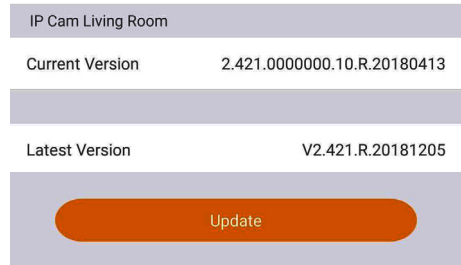 IP Cam Living Room
Current Version 2.421.0000000.10.R.20180413
Latest Version V2.421.R.20181205
Update